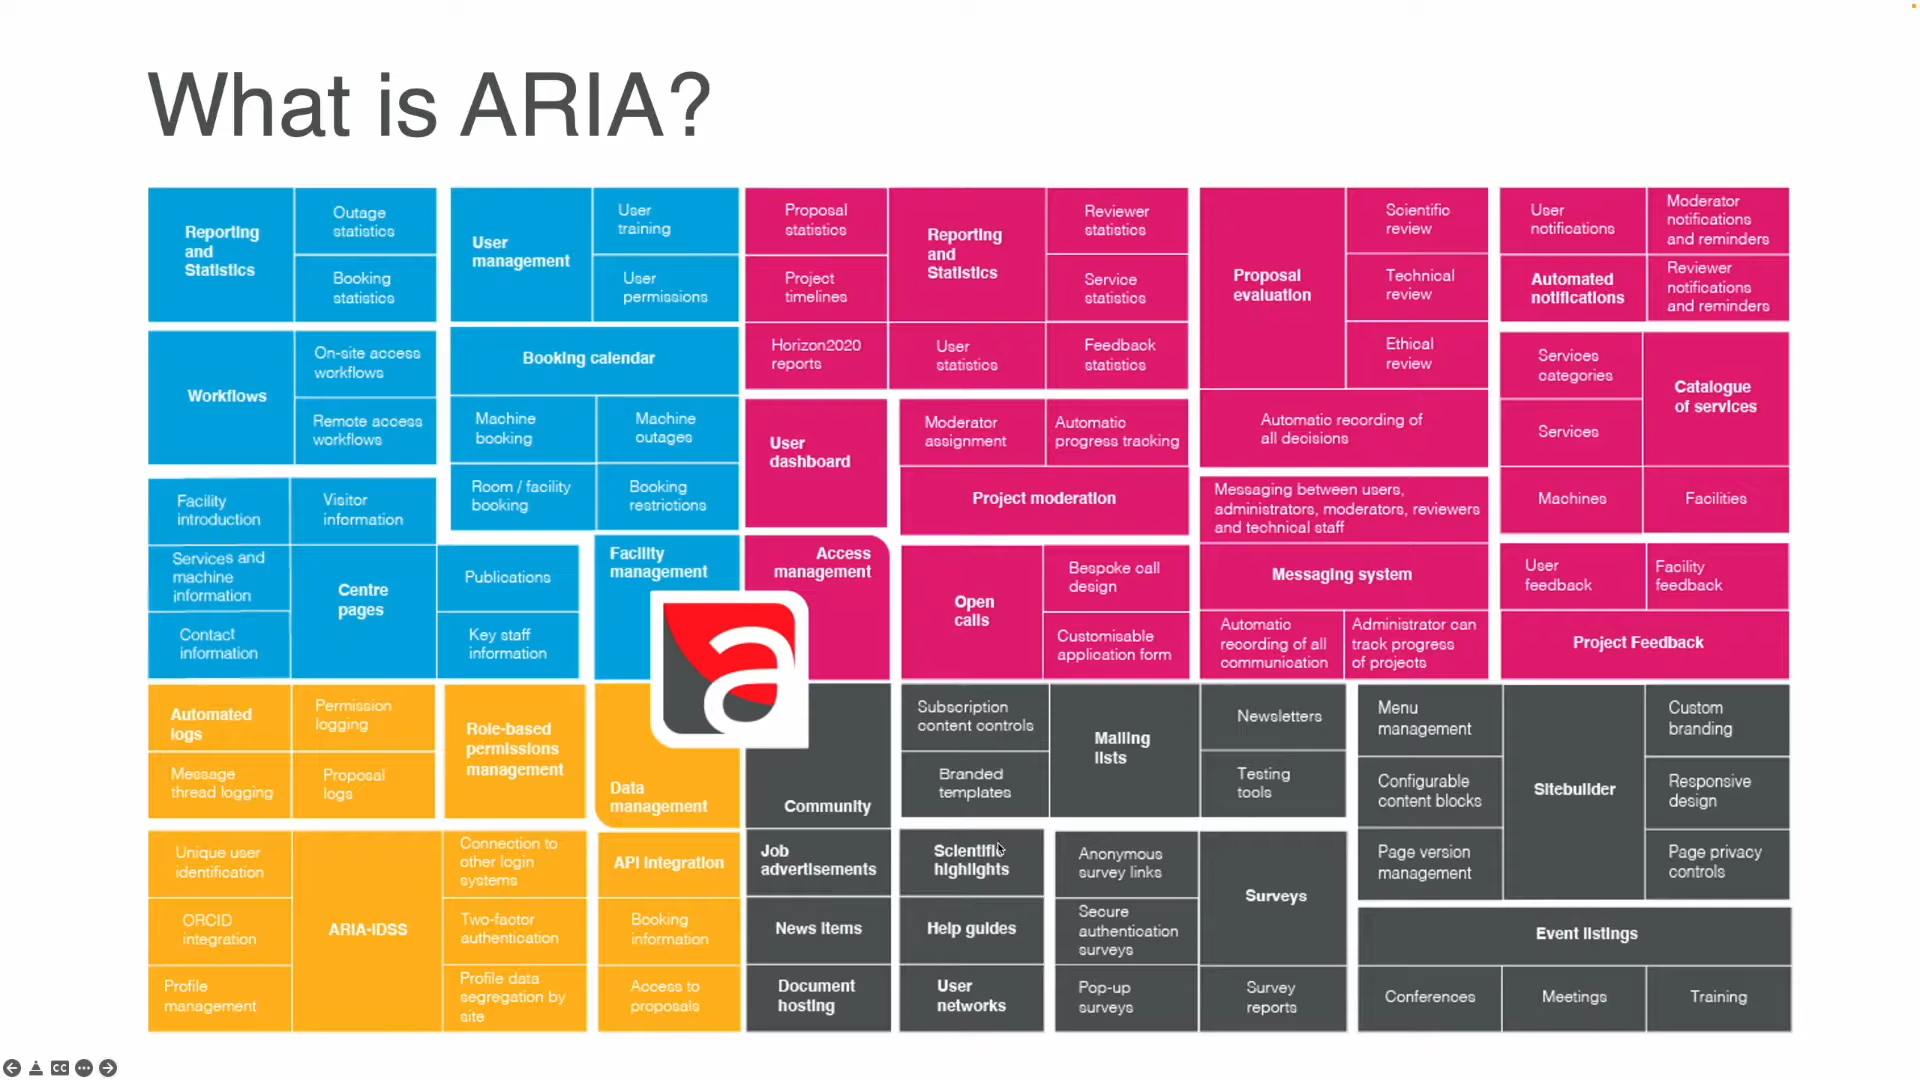 What is ARIA?
Reporting
and
Statistics
Outage
statistics
Booking
statistics
User
management
User
training
User
permissions
Workflows
On-site access
workflows
Remote access
workflows
Booking calendar
Machine
booking
Machine
outages
Room / facility
booking
Booking
restrictions
Facility
introduction
Visitor
information
Services and
machine
information
Centre
pages
Publications
Contact
information
Key staff
information
Facility
management
Proposal
statistics
Project
timelines
Horizon2020
reports
Reporting
and
Statistics
User
statistics
Reviewer
statistics
Service
statistics
Feedback
statistics
User
dashboard
Moderator
assignment
Automatic
progress tracking
Project moderation
Access
management
Open
calls
Bespoke call
design
Customisable
application form
Proposal
evaluation
Scientific
review
Technical
review
Ethical
review
Automatic recording of
all decisions
Messaging between users,
administrators, moderators, reviewers
and technical staff
Messaging system
Automatic
recording of all
communication
Administrator can
track progress
of projects
User
notifications
Moderator
notifications
and reminders
Automated
notifications
Reviewer
notifications
and reminders
Services
categories
Catalogue
of services
Services
Machines
Facilities
User
feedback
Facility
feedback
Project Feedback
a
Automated
logs
Permission
logging
Message
thread logging
Proposal
logs
Role-based
permissions
management
Data
management
Unique user
identification
ORCID
integration
Profile
management
ARIA-IDSS
Connection to
other login
systems
Two-factor
authentication
Profile data
segregation by
site
API integration
Booking
information
Access to
proposals
Community
Job
advertisements
News items
Document
hosting
Scientific
highlights
Help guides
User
networks
Subscription
content controls
Branded
templates
Mailing
lists
Newsletters
Testing
tools
Anonymous
survey links
Secure
authentication
surveys
Pop-up
surveys
Surveys
Survey
reports
Menu
management
Configurable
content blocks
Page version
management
Sitebuilder
Custom
branding
Responsive
design
Page privacy
controls
Event listings
Conferences
Meetings
Training
CC